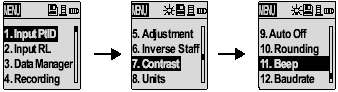 MENU
1. Input PtID
2. Input RL
3. Data Manager
4. Recording
MENU
5. Adjustment
6. Inverse Staff
7. Contrast
8. Units
MENU
9. Auto Off
10. Rounding
11. Beep
12. Baudrate